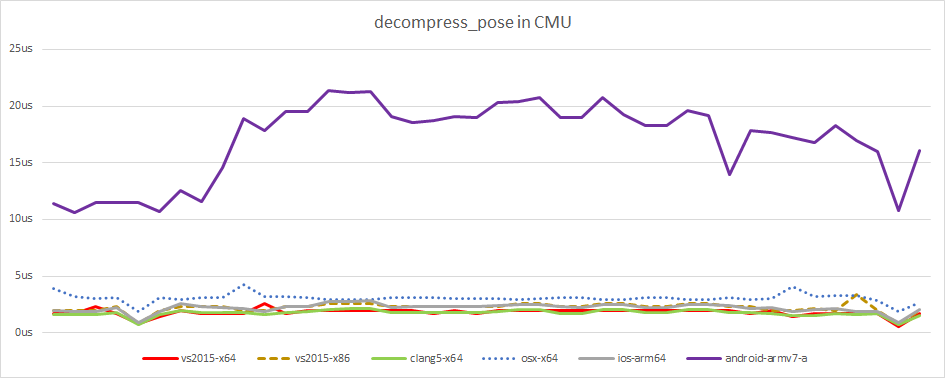 decompress_pose in CMU
25us
20us
15us
10us
5us
0us
vs2015-x64 vs2015-x86 clang5-x64 osx-x64 ios-arm64 android-armv7-a